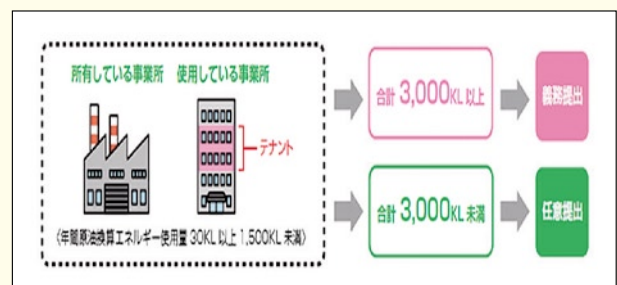 所有している事業所 使用している事業所
テナント
〈年間原油換算エネルギー使用量 30KL 以上 1,500KL 未満〉
合計 3,000KL 以上
義務提出
合計 3,000KL 未満
任意提出